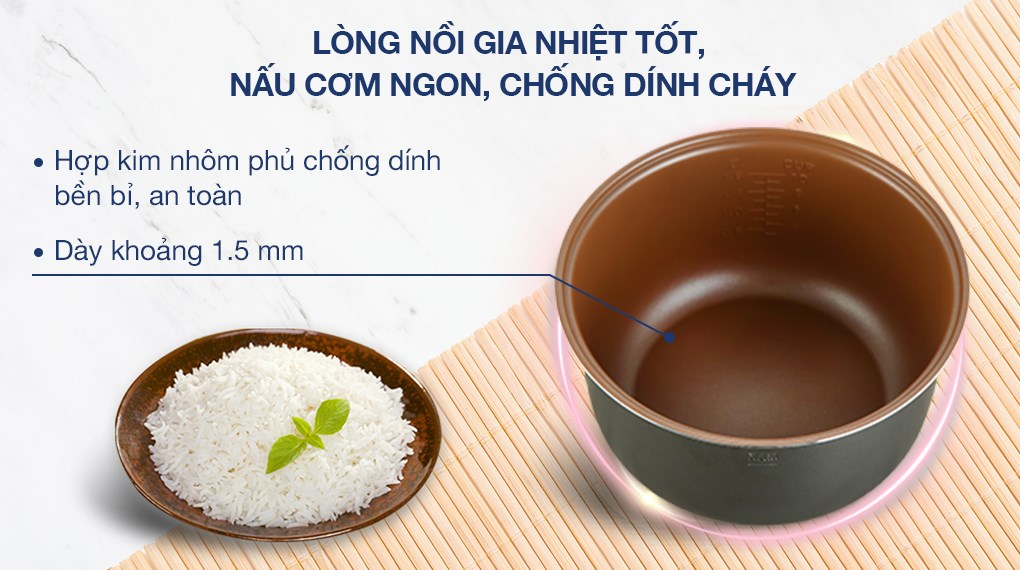 LÒNG NỒI GIA NHIỆT TỐT,
NẤU CƠM NGON, CHỐNG DÍNH CHÁY
• Hợp kim nhôm phủ chống dính
bền bỉ, an toàn
• Dày khoảng 1.5 mm